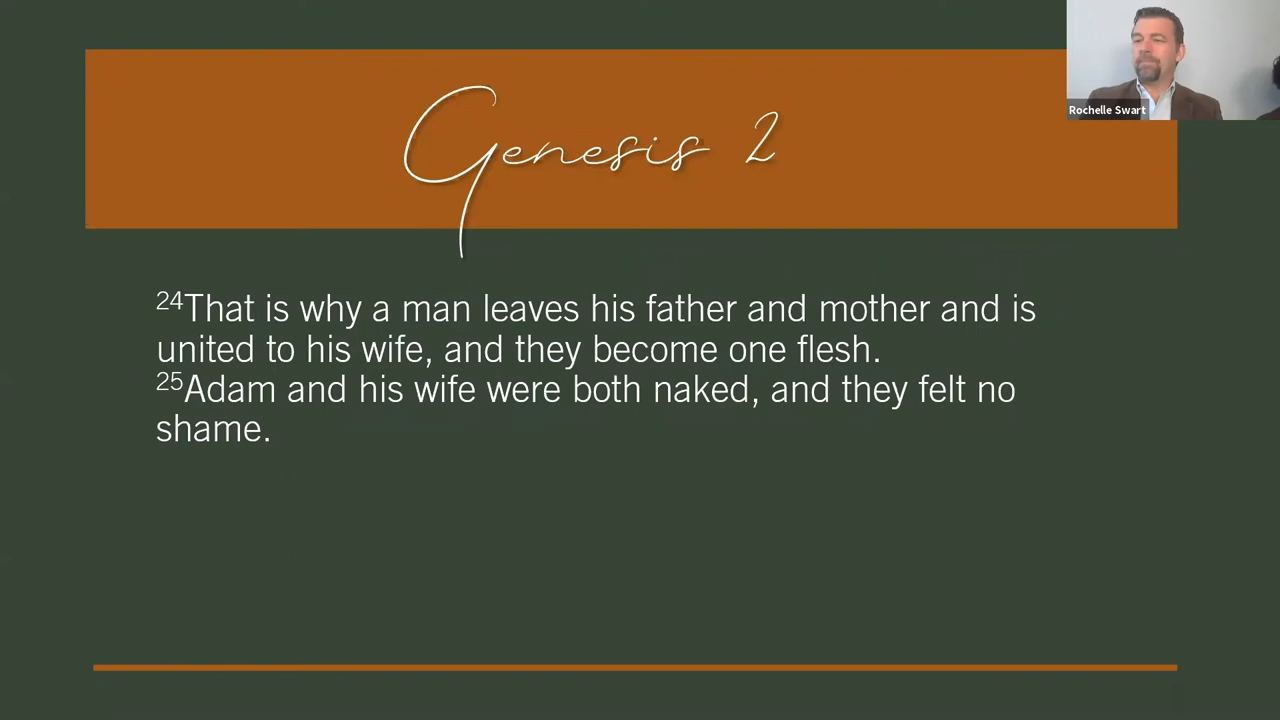 Genesis 2
Rochelle Swart
24That is why a man leaves his father and mother and is
united to his wife, and they become one flesh.
25Adam and his wife were both naked, and they felt no
shame.